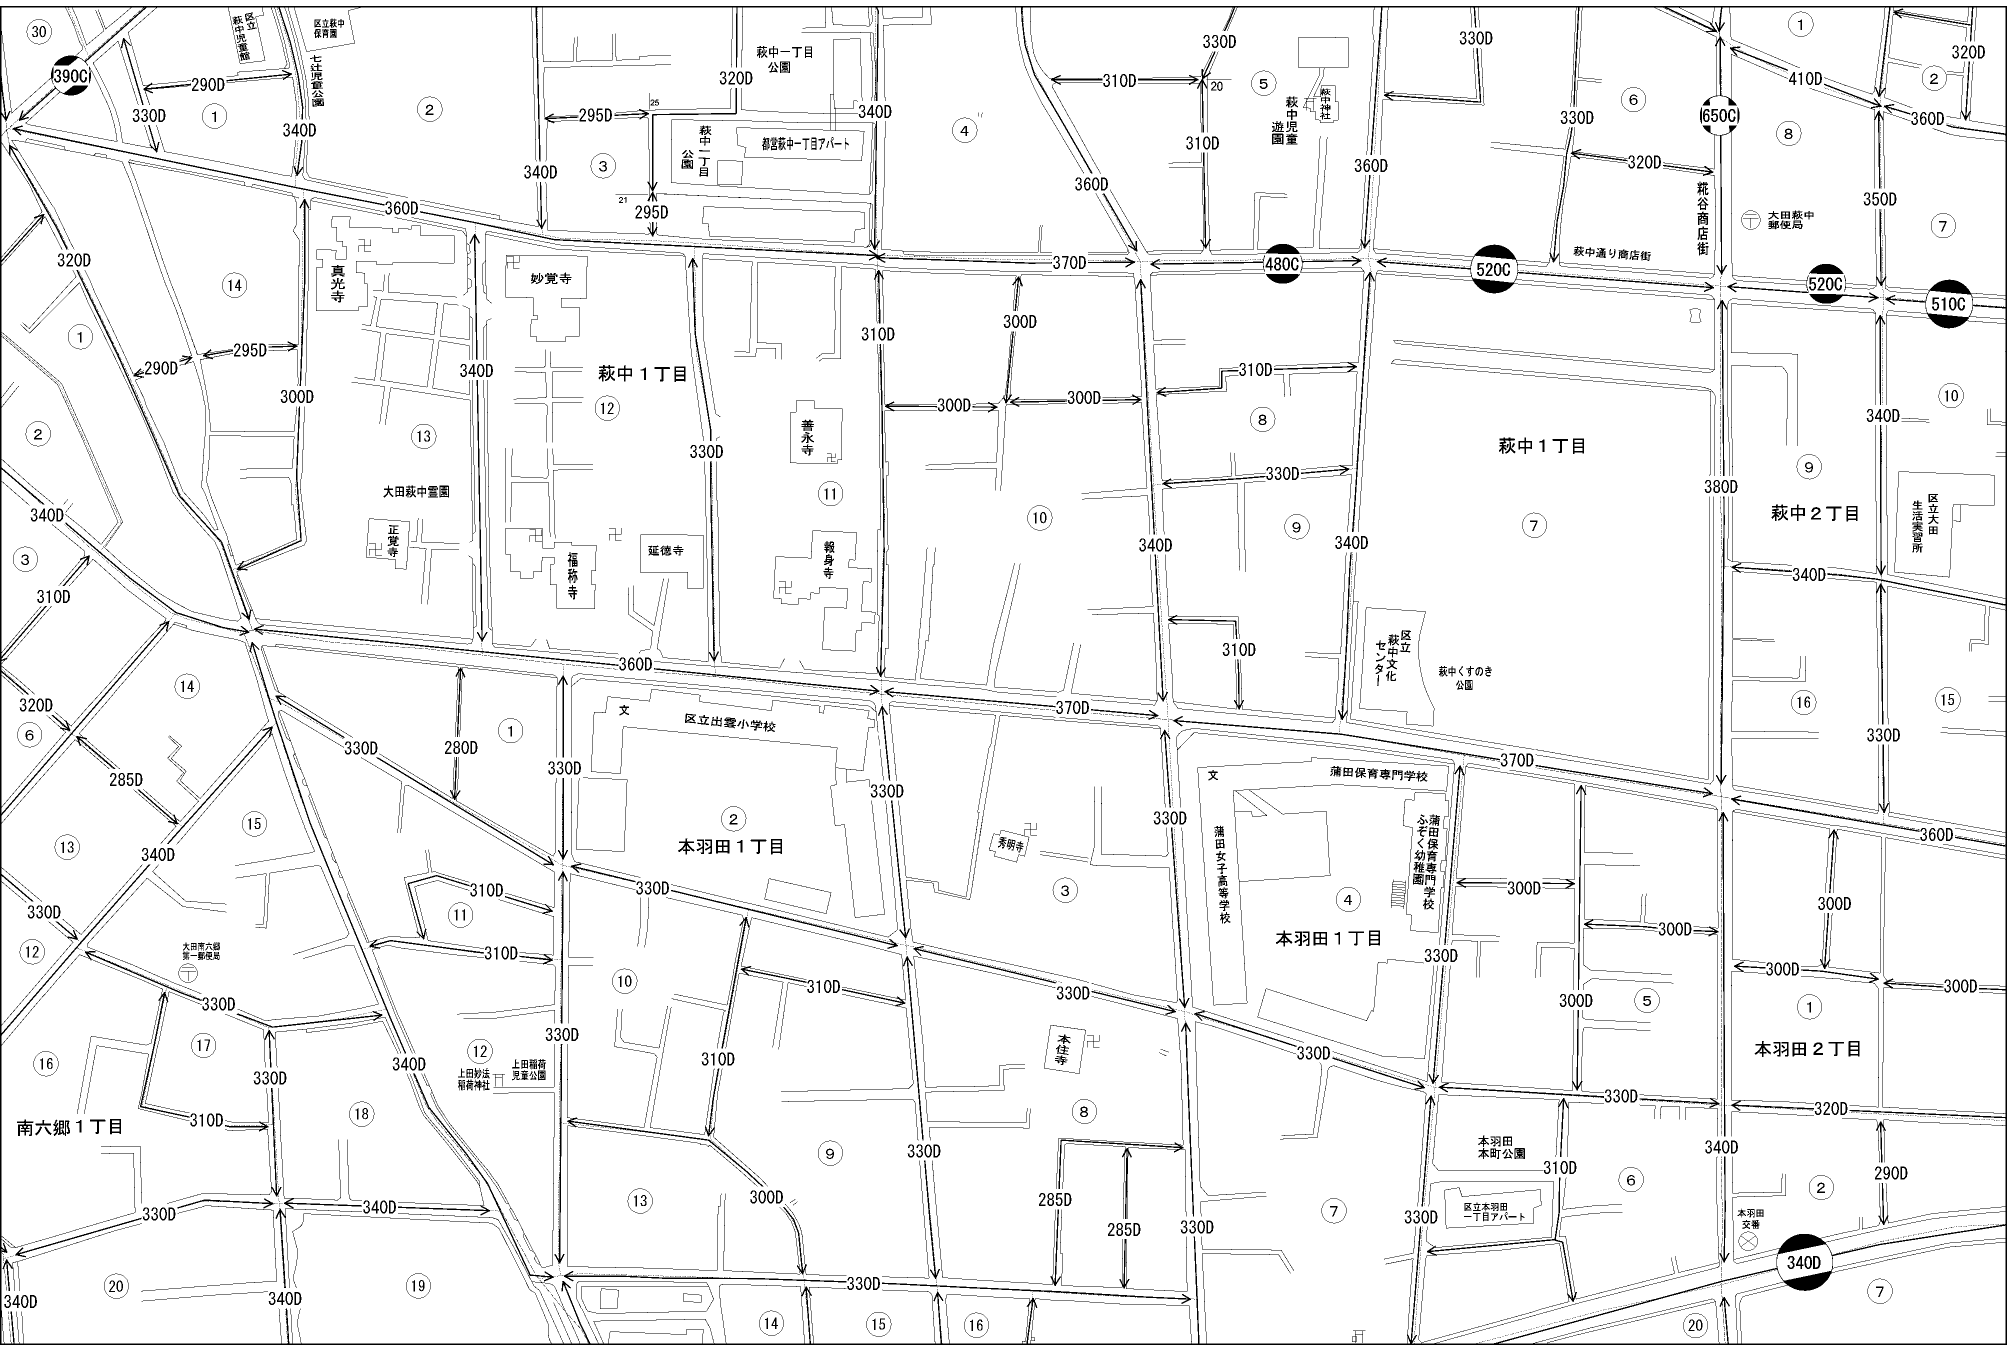 30
390C
290D
330D
1
区立
萩中児童館
区立萩中
保育園
七辻児童公園
340D
2
295D
25
340D
3
21
295D
320D
萩中一丁目
公園
萩中一丁目
公園
都営萩中一丁目アパート
340D
4
310D
330D
20
310D
360D
5
萩中児童
遊園
萩中神社
330D
360D
6
330D
320D
650C
410D
1
320D
2
360D
8
350D
7
糀谷商店街
大田萩中
郵便局
萩中通り商店街
360D
370D
480C
520C
520C
510C
320D
14
真光寺
妙覚寺
1
290D
295D
300D
340D
萩中1丁目
12
13
大田萩中霊園
正覚寺
福称寺
延徳寺
330D
善永寺
報身寺
11
310D
300D
300D
300D
10
310D
8
330D
9
340D
340D
310D
萩中1丁目
7
380D
340D
10
9
萩中2丁目
区立大田
生活実習所
340D
区立
萩中文化
センター
萩中くすのき
公園
16
15
330D
2
340D
3
310D
320D
14
6
285D
360D
370D
370D
360D
1
280D
330D
330D
文
区立出雲小学校
2
本羽田1丁目
330D
330D
文
蒲田保育専門学校
蒲田女子高等学校
蒲田保育専門学校
ふぞく幼稚園
4
本羽田1丁目
秀明寺
3
300D
300D
300D
300D
300D
300D
13
15
340D
330D
12
大田南六郷
第一郵便局
330D
310D
11
310D
330D
10
310D
330D
330D
330D
5
1
本羽田2丁目
16
17
330D
340D
12
上田妙法
稲荷神社
上田稲荷
児童公園
330D
310D
本住寺
330D
330D
320D
南六郷1丁目
310D
18
8
9
330D
本羽田
本町公園
310D
340D
6
290D
2
13
300D
285D
285D
330D
7
330D
区立本羽田
一丁目アパート
本羽田
交番
330D
340D
340D
340D
20
340D
19
330D
14
15
16
20
7